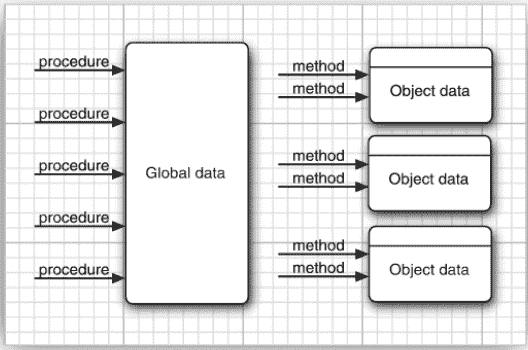 procedure
procedure
procedure
procedure
procedure
Global data
method
method
Object data
method
method
Object data
method
method
Object data